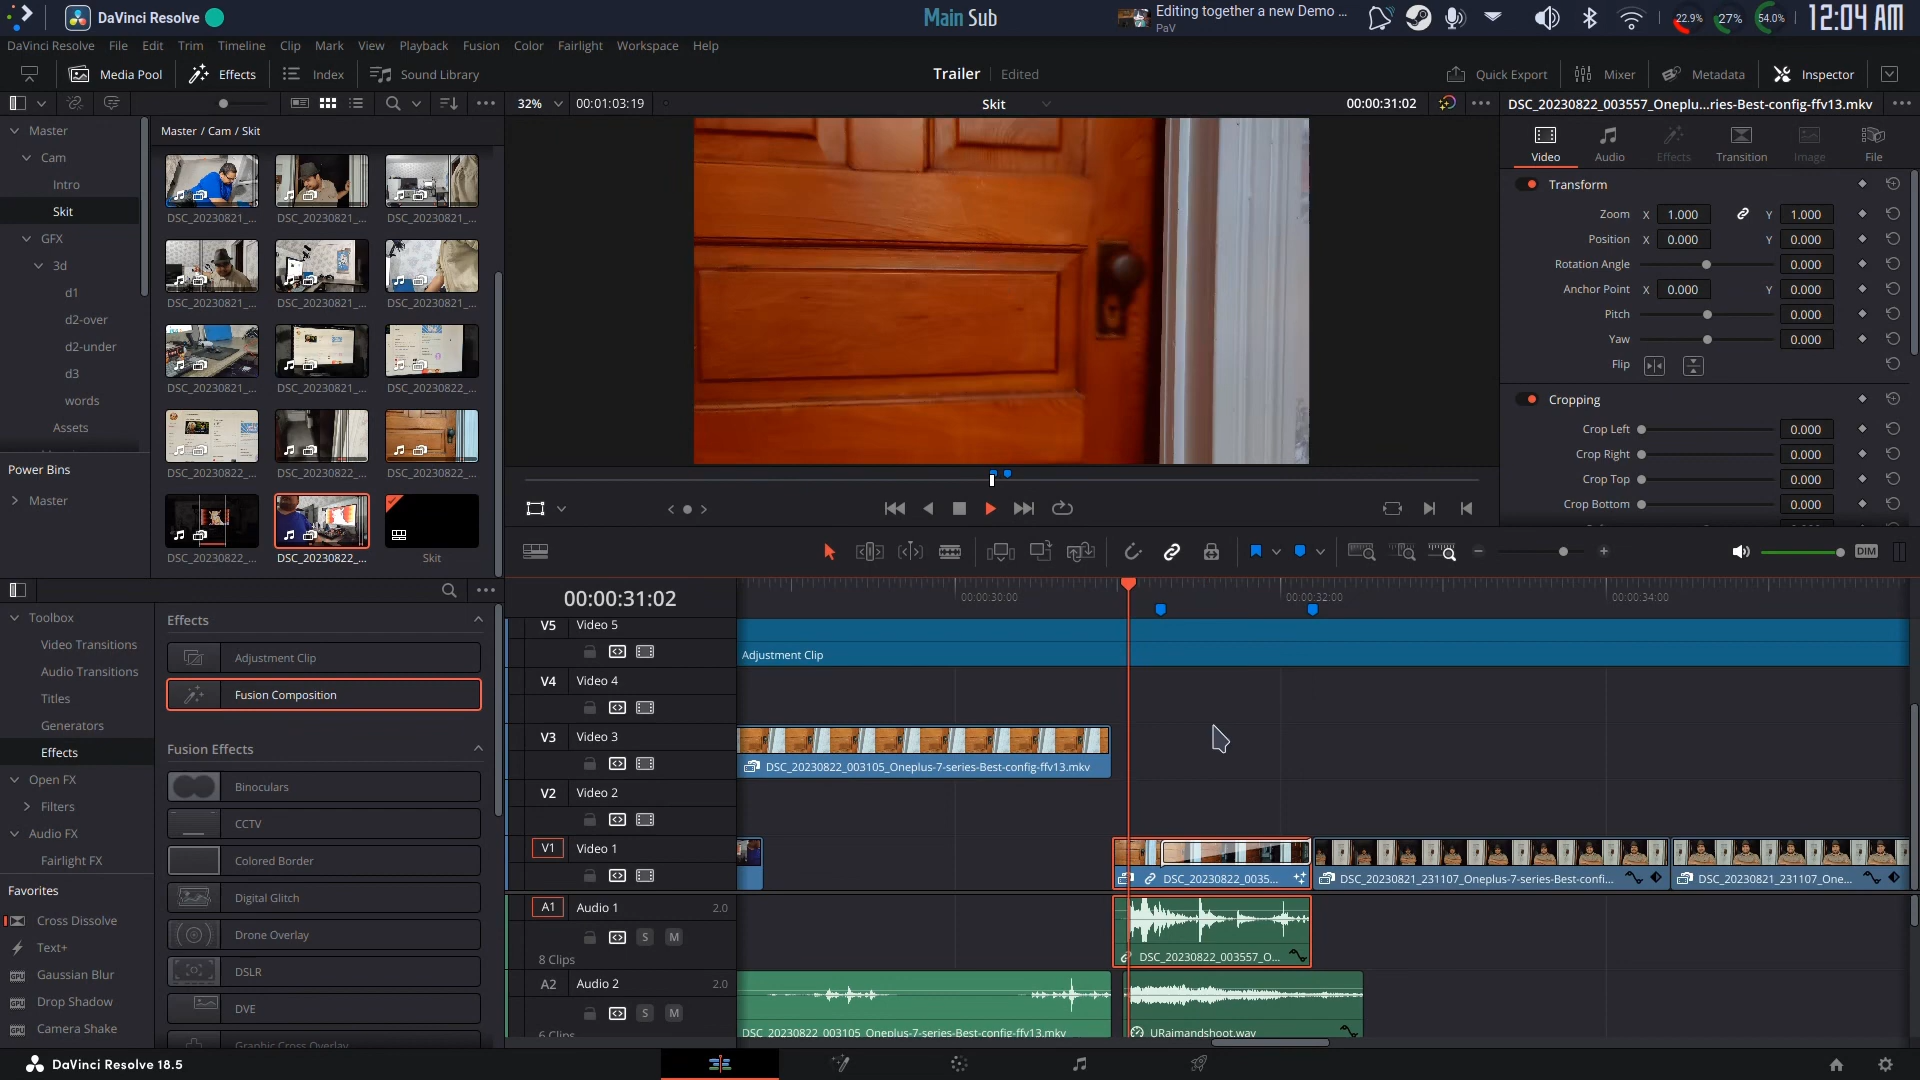 DaVinci Resolve
Main Sub
Editing together a new Demo ...
PaV
22.9%
27%
54.0%
12:04 AM
DaVinci Resolve File Edit Trim Timeline Clip Mark View Playback Fusion Color Fairlight Workspace Help
Media Pool
Effects
Index
Sound Library
Trailer
Edited
Quick Export
Mixer
Metadata
Inspector
32%
00:01:03:19
Skit
00:00:31:02
DSC_20230822_003557_Oneplu...ries-Best-config-ffv13.mkv
Master
Cam
Intro
Skit
GFX
3d
d1
d2-over
d2-under
d3
words
Assets
Power Bins
Master
Master / Cam / Skit
DSC_20230821_... DSC_20230821_... DSC_20230821_...
DSC_20230821_... DSC_20230821_... DSC_20230821_...
DSC_20230821_... DSC_20230821_... DSC_20230822_...
DSC_20230822_... DSC_20230822_... DSC_20230822_...
DSC_20230822_... DSC_20230822_... Skit
Video
Audio
Effects
Transition
Image
File
Transform
Zoom X 1.000 Y 1.000
Position X 0.000 Y 0.000
Rotation Angle 0.000
Anchor Point X 0.000 Y 0.000
Pitch 0.000
Yaw 0.000
Flip
Cropping
Crop Left 0.000
Crop Right 0.000
Crop Top 0.000
Crop Bottom 0.000
DIM
Toolbox
Video Transitions
Audio Transitions
Titles
Generators
Effects
Open FX
Filters
Audio FX
Fairlight FX
Favorites
Cross Dissolve
Text+
Gaussian Blur
Drop Shadow
Camera Shake
Effects
Adjustment Clip
Fusion Composition
Fusion Effects
Binoculars
CCTV
Colored Border
Digital Glitch
Drone Overlay
DSLR
DVE
Graphic Cross Overlay
00:00:31:02
00:00:30:00
00:00:32:00
00:00:34:00
V5 Video 5
Adjustment Clip
V4 Video 4
V3 Video 3
DSC_20230822_003105_Oneplus-7-series-Best-config-ffv13.mkv
V2 Video 2
V1 Video 1
DSC_20230822_0035...
DSC_20230821_231107_Oneplus-7-series-Best-confi...
DSC_20230821_231107_One...
A1 Audio 1 2.0
S M
8 Clips
DSC_20230822_003557_O...
A2 Audio 2 2.0
S M
6 Clips
DSC_20230822_003105_Oneplus-7-series-Best-config-ffv13.mkv
URaimandshoot.wav
DaVinci Resolve 18.5